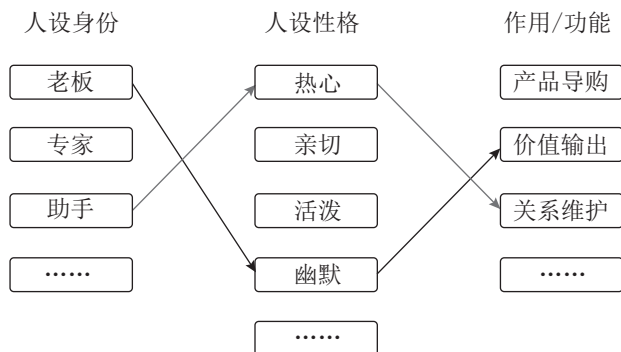 人设身份 人设性格 作用/功能
老板 热心 产品导购
专家 亲切 价值输出
助手 活泼 关系维护
…… 幽默 ……
……